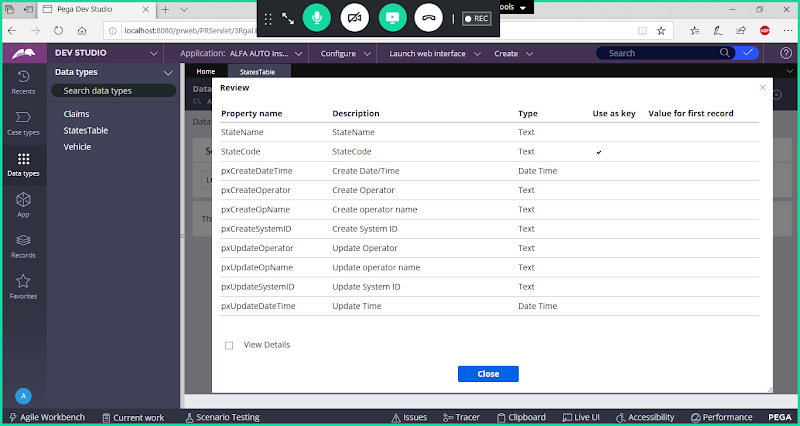 Pega Dev Studio
ools
REC
localhost:8080/prweb/PRServlet/3Rgal
ABP
DEV STUDIO
Application: ALFA AUTO Ins...
Configure
Launch web interface
Create
Search
Recents
Case types
Data types
App
Records
Favorites
A
Data types
Search data types
Claims
StatesTable
Vehicle
Home
StatesTable
Data
CL A
Data
Review
Property name Description Type Use as key Value for first record
StateName StateName Text
StateCode StateCode Text
pxCreateDateTime Create Date/Time Date Time
pxCreateOperator Create Operator Text
pxCreateOpName Create operator name Text
pxCreateSystemID Create System ID Text
pxUpdateOperator Update Operator Text
pxUpdateOpName Update operator name Text
pxUpdateSystemID Update System ID Text
pxUpdateDateTime Update Time Date Time
View Details
Close
Agile Workbench
Current work
Scenario Testing
Issues
Tracer
Clipboard
Live UI
Accessibility
Performance
PEGA